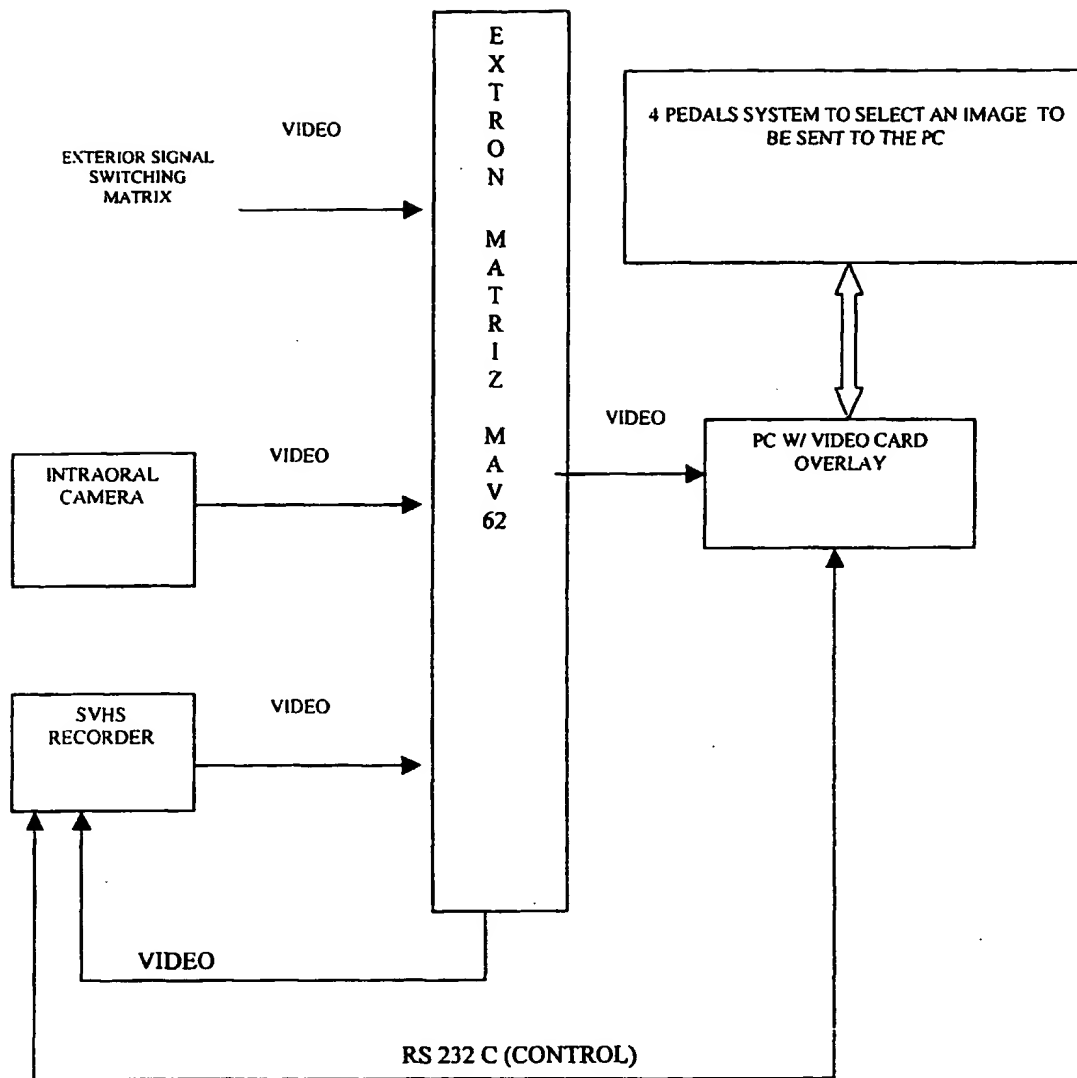 VIDEO
EXTERIOR SIGNAL
SWITCHING
MATRIX
E
X
T
R
O
N
M
A
T
R
I
Z
M
A
V
62
4 PEDALS SYSTEM TO SELECT AN IMAGE TO
BE SENT TO THE PC
INTRAORAL
CAMERA
VIDEO
VIDEO
PC W/ VIDEO CARD
OVERLAY
SVHS
RECORDER
VIDEO
VIDEO
RS 232 C (CONTROL)